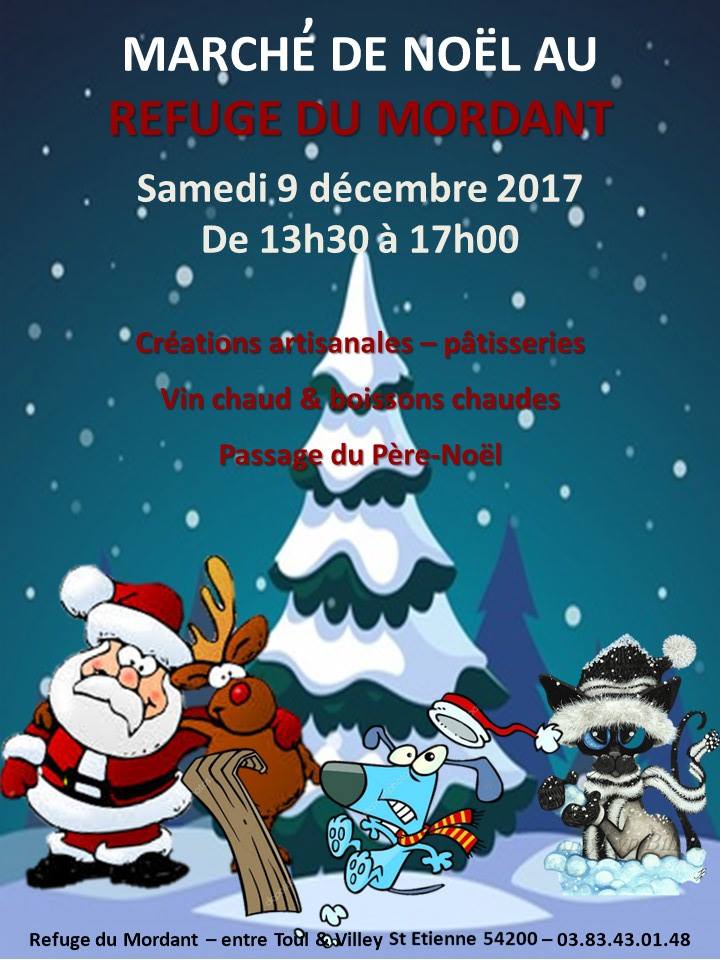 MARCHÉ DE NOËL AU
REFUGE DU MORDANT
Samedi 9 décembre 2017
De 13h30 à 17h00
Créations artisanales – pâtisseries
Vin chaud & boissons chaudes
Passage du Père-Noël
Refuge du Mordant – entre Toul & Villey St Etienne 54200 – 03.83.43.01.48